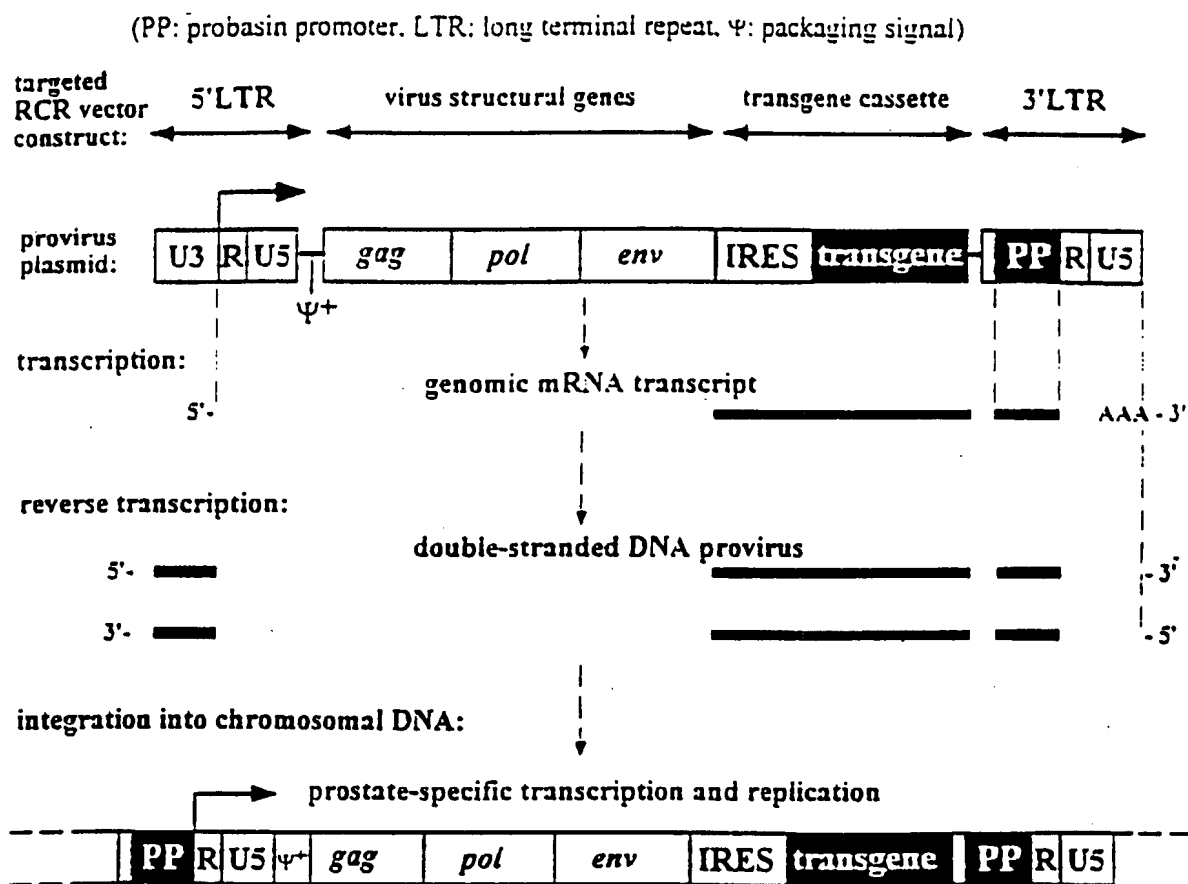 (PP: probasin promoter, LTR: long terminal repeat, Ψ: packaging signal)
targeted RCR vector construct:
5'LTR virus structural genes transgene cassette 3'LTR
provirus plasmid:
U3 R U5 gag pol env IRES transgene PP R U5
Ψ+
transcription:
genomic mRNA transcript
5'- AAA - 3'
reverse transcription:
double-stranded DNA provirus
5'- - 3'
3'- - 5'
integration into chromosomal DNA:
prostate-specific transcription and replication
PP R U5 Ψ+ gag pol env IRES transgene PP R U5